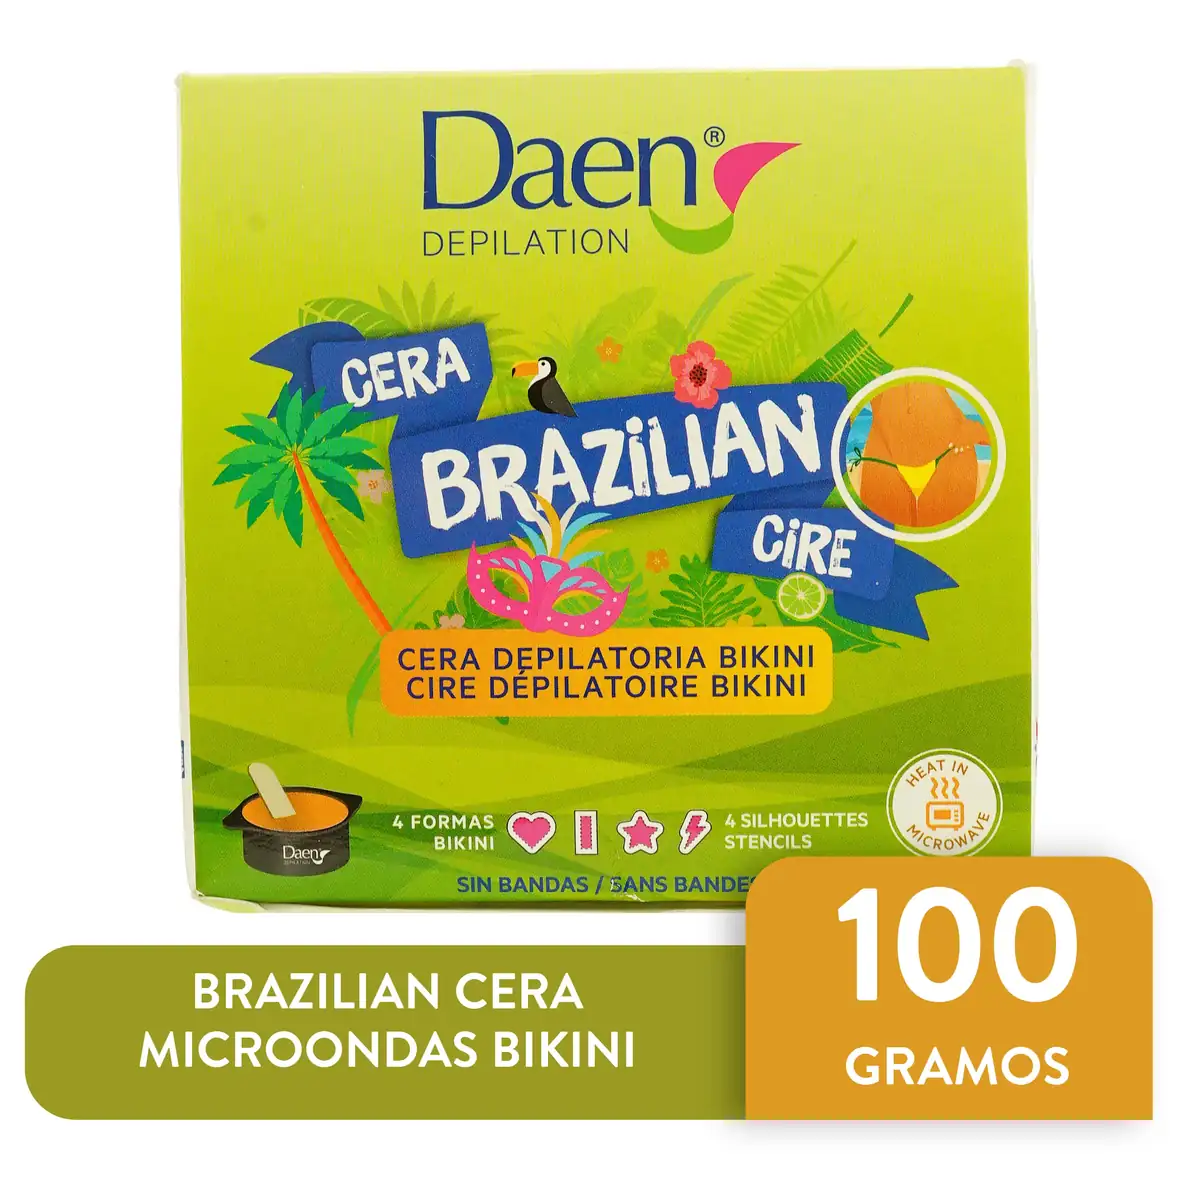 Daen®
DEPILATION
CERA
BRAZiLiAN
CiRE
CERA DEPILATORIA BIKINI
CIRE DÉPILATOIRE BIKINI
HEAT IN
MICROWAVE
Daen
DEPILATION
4 FORMAS
BIKINI
4 SILHOUETTES
STENCILS
SIN BANDAS / SANS BANDES
BRAZILIAN CERA
MICROONDAS BIKINI
100
GRAMOS